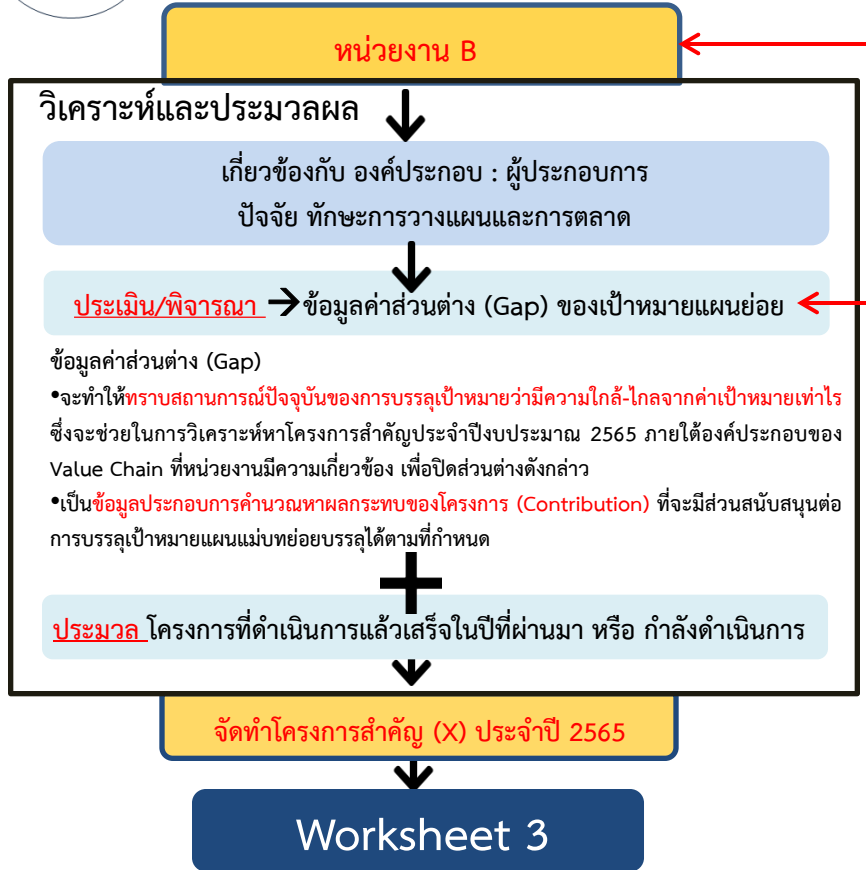 หน่วยงาน B
วิเคราะห์และประมวลผล
เกี่ยวข้องกับ องค์ประกอบ : ผู้ประกอบการ
ปัจจัย ทักษะการวางแผนและการตลาด
ประเมิน/พิจารณา → ข้อมูลค่าส่วนต่าง (Gap) ของเป้าหมายแผนย่อย
ข้อมูลค่าส่วนต่าง (Gap)
•จะทำให้ทราบสถานการณ์ปัจจุบันของการบรรลุเป้าหมายว่ามีความใกล้-ไกลจากค่าเป้าหมายเท่าไร
ซึ่งจะช่วยในการวิเคราะห์หาโครงการสำคัญประจำปีงบประมาณ 2565 ภายใต้องค์ประกอบของ
Value Chain ที่หน่วยงานมีความเกี่ยวข้อง เพื่อปิดส่วนต่างดังกล่าว
•เป็นข้อมูลประกอบการคำนวณหาผลกระทบของโครงการ (Contribution) ที่จะมีส่วนสนับสนุนต่อ
การบรรลุเป้าหมายแผนแม่บทย่อยบรรลุได้ตามที่กำหนด
ประมวล โครงการที่ดำเนินการแล้วเสร็จในปีที่ผ่านมา หรือ กำลังดำเนินการ
จัดทำโครงการสำคัญ (X) ประจำปี 2565
Worksheet 3